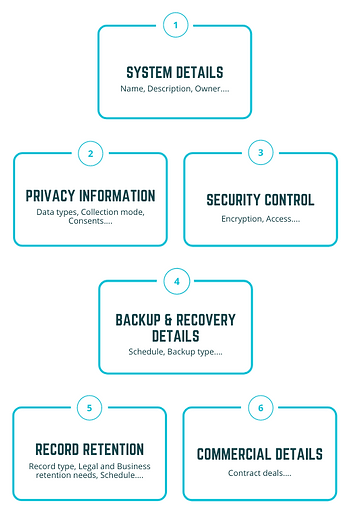 1
SYSTEM DETAILS
Name, Description, Owner....
2
PRIVACY INFORMATION
Data types, Collection mode,
Consents....
3
SECURITY CONTROL
Encryption, Access....
4
BACKUP & RECOVERY
DETAILS
Schedule, Backup type....
5
RECORD RETENTION
Record type, Legal and Business
retention needs, Schedule....
6
COMMERCIAL DETAILS
Contract deals....